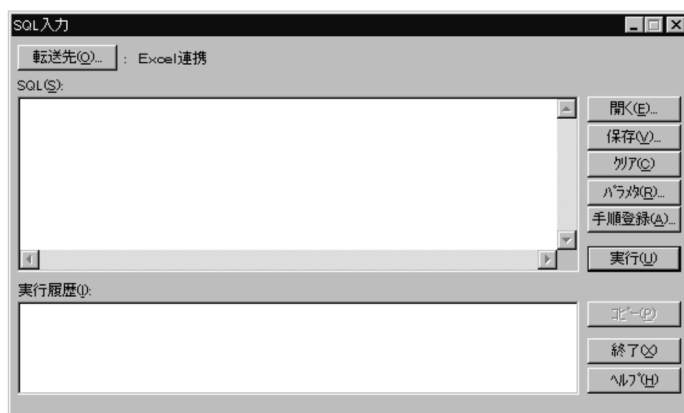 SQL入力
転送先(O)... : Excel連携
SQL(S):
開く(E)...
保存(V)...
ｸﾘｱ(C)
ﾊﾟﾗﾒﾀ(R)...
手順登録(A)...
実行(U)
実行履歴(I):
ｺﾋﾟｰ(P)
終了(X)
ﾍﾙﾌﾟ(H)